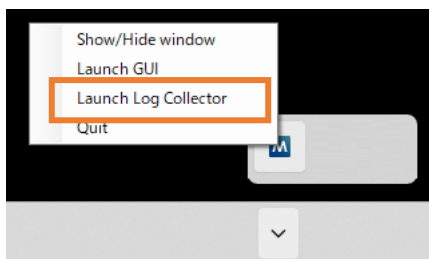 Show/Hide window
Launch GUI
Launch Log Collector
Quit
M